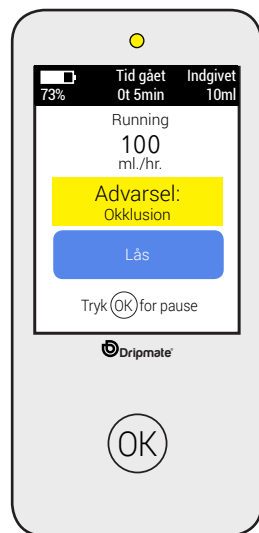 Tid gået Indgivet
73% 0t 5min 10ml
Running
100
ml./hr.
Advarsel:
Okklusion
Lås
Tryk OK for pause
Dripmate
OK